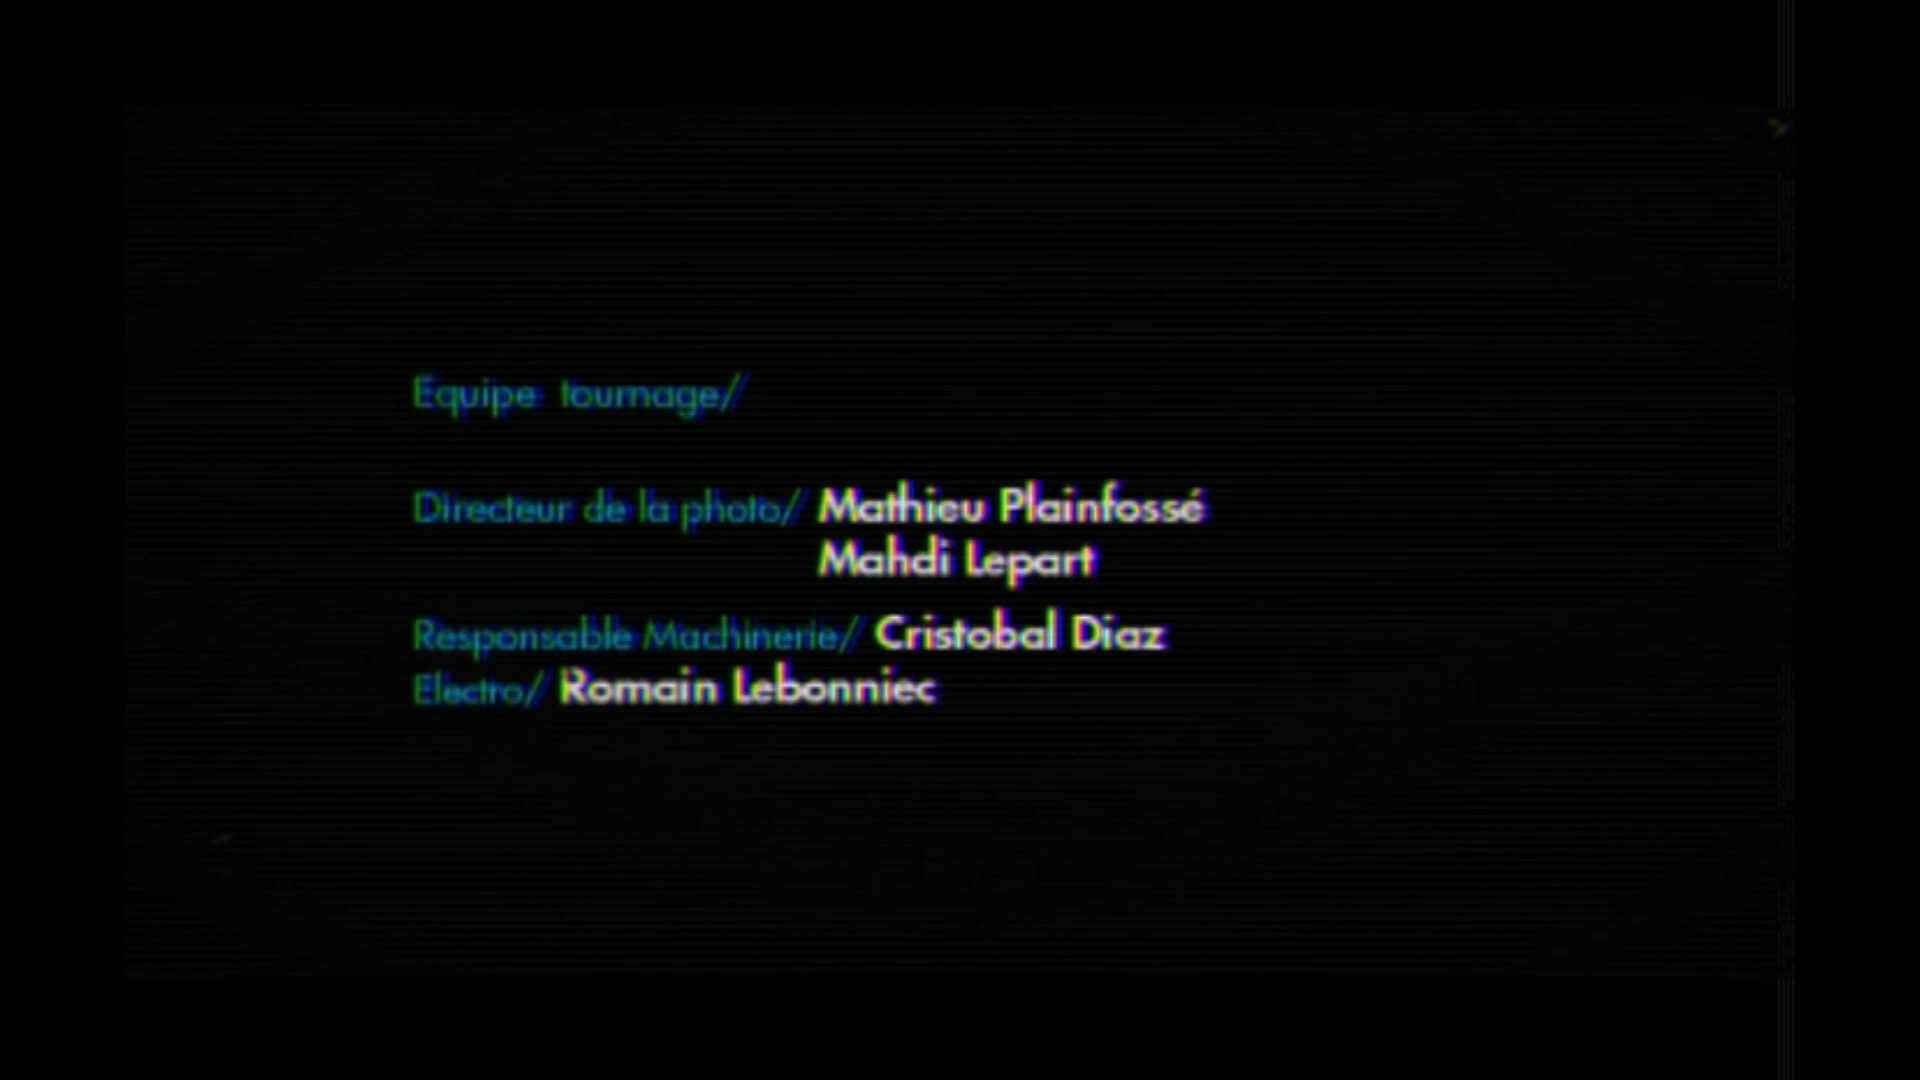 Equipe tournage/
Directeur de la photo/ Mathieu Plainfossé
Mahdi Lepart
Responsable Machinerie/ Cristobal Diaz
Electro/ Romain Lebonniec